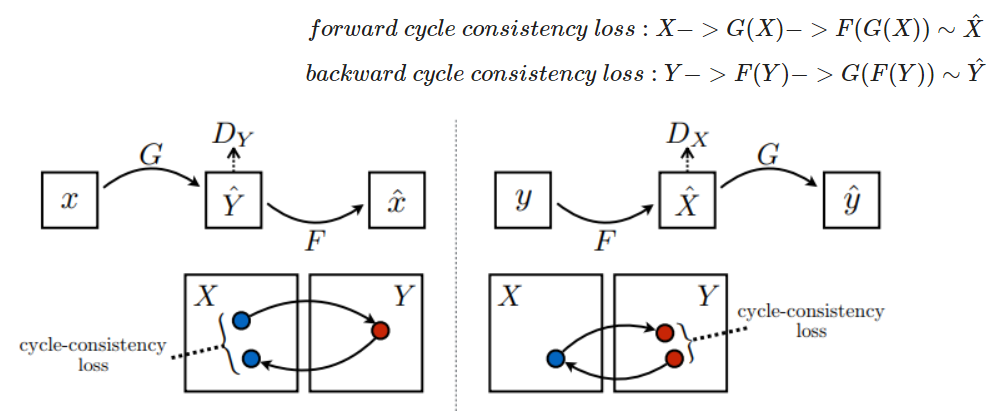 forward cycle consistency loss : X− > G(X)− > F(G(X)) ∼ X̂
backward cycle consistency loss : Y− > F(Y)− > G(F(Y)) ∼ Ŷ
D_Y
G
x Ŷ x̂
F
X Y
cycle-consistency
loss
D_X
G
y X̂ ŷ
F
X Y
cycle-consistency
loss